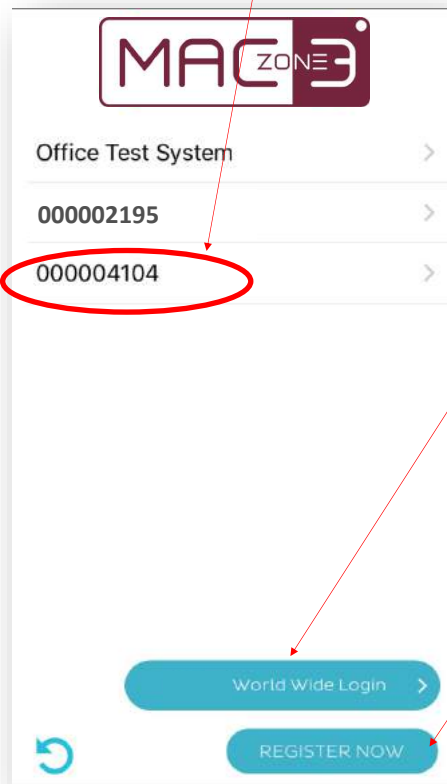 MAC ZONE 3
Office Test System
000002195
000004104
World Wide Login
REGISTER NOW